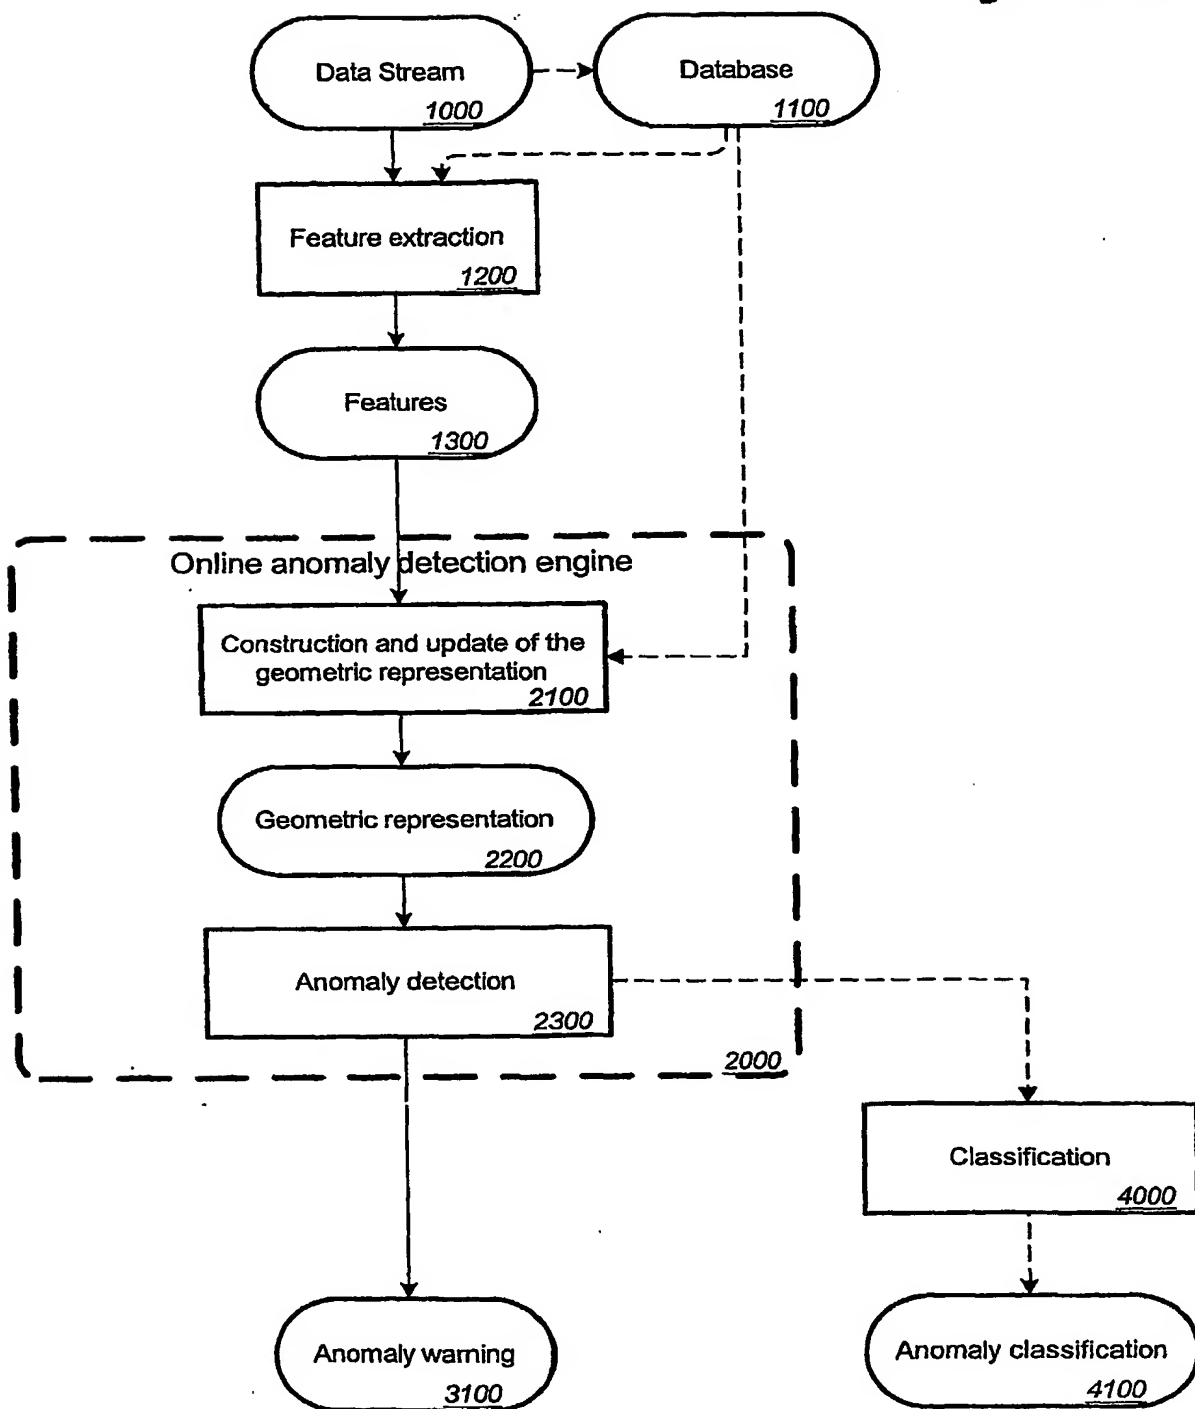 Data Stream
1000
Database
1100
Feature extraction
1200
Features
1300
Online anomaly detection engine
Construction and update of the
geometric representation
2100
Geometric representation
2200
Anomaly detection
2300
2000
Classification
4000
Anomaly warning
3100
Anomaly classification
4100